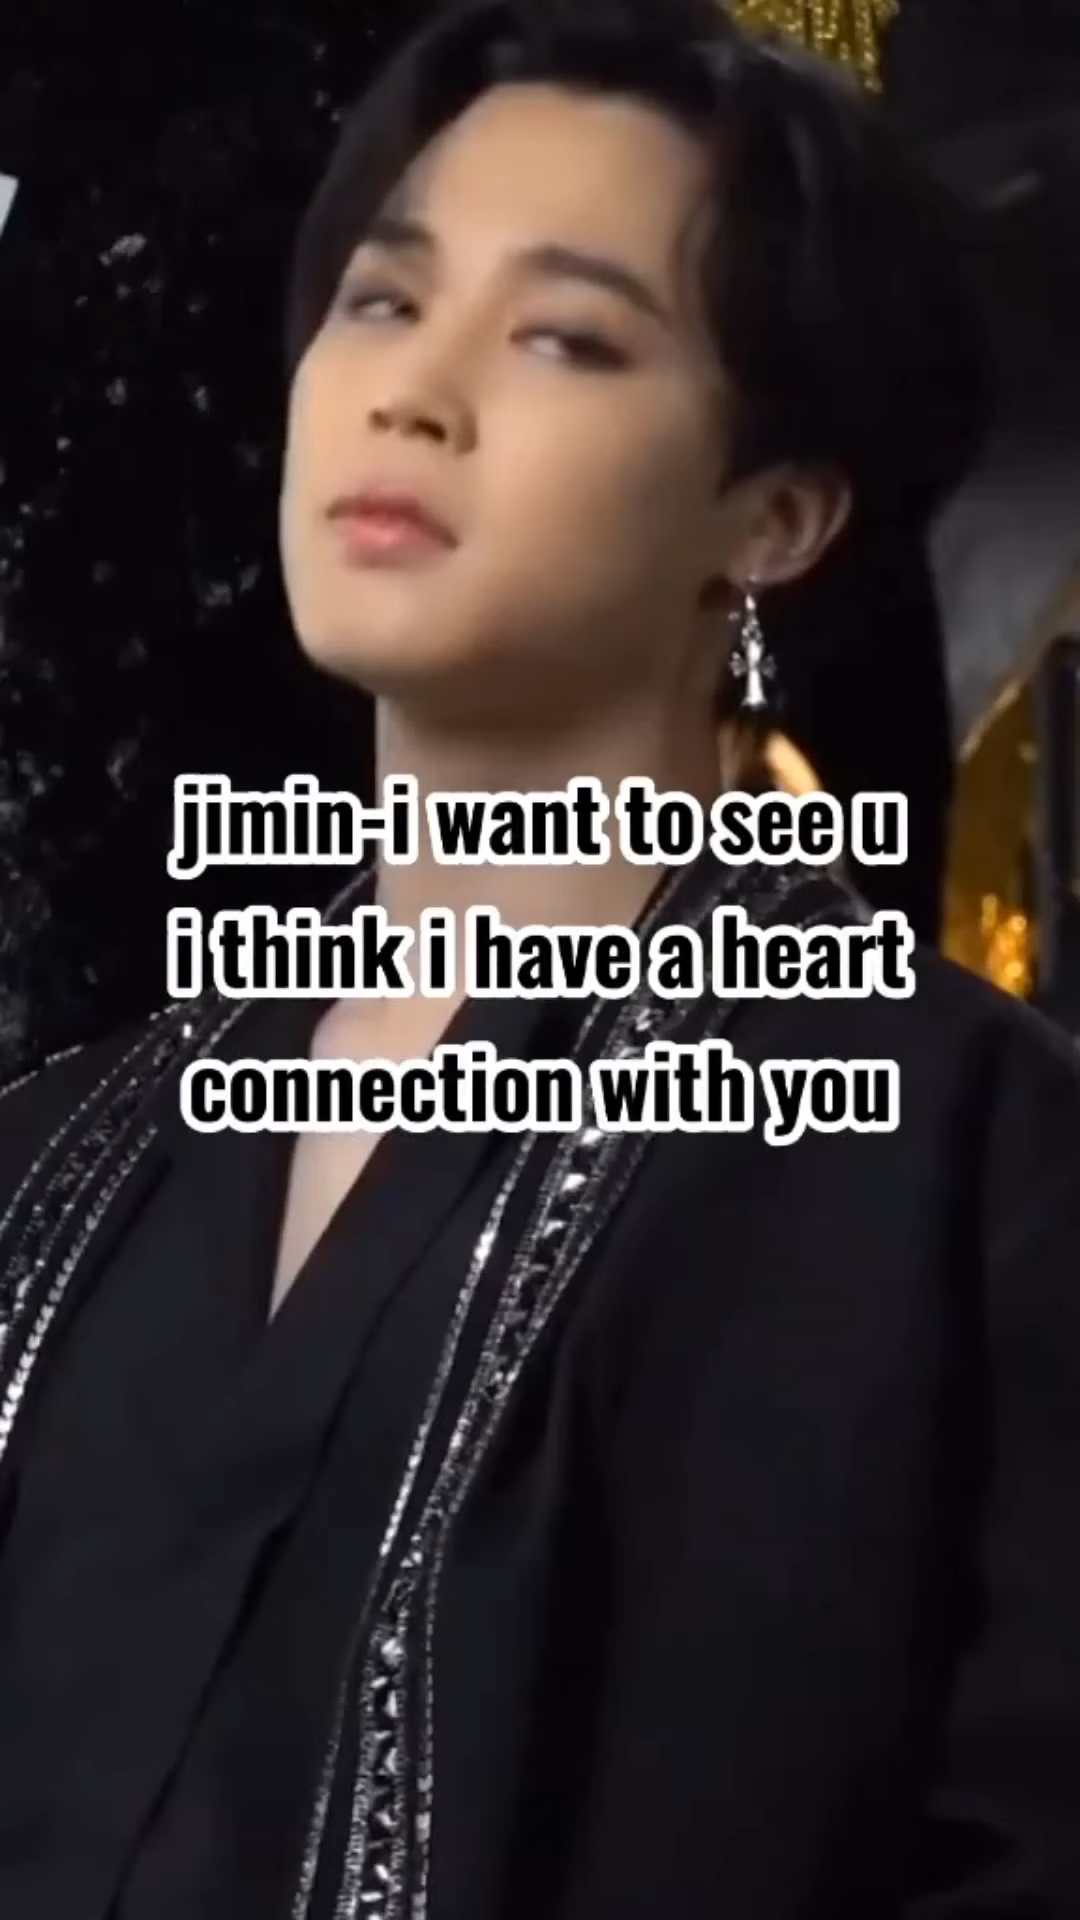 jimin-i want to see u
i think i have a heart
connection with you